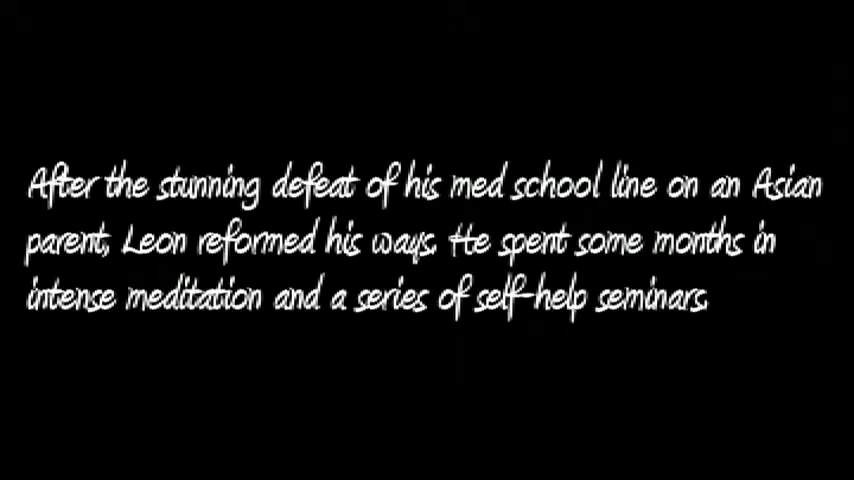 After the stunning defeat of his med school line on an Asian
parent, Leon reformed his ways. He spent some months in
intense meditation and a series of self-help seminars.